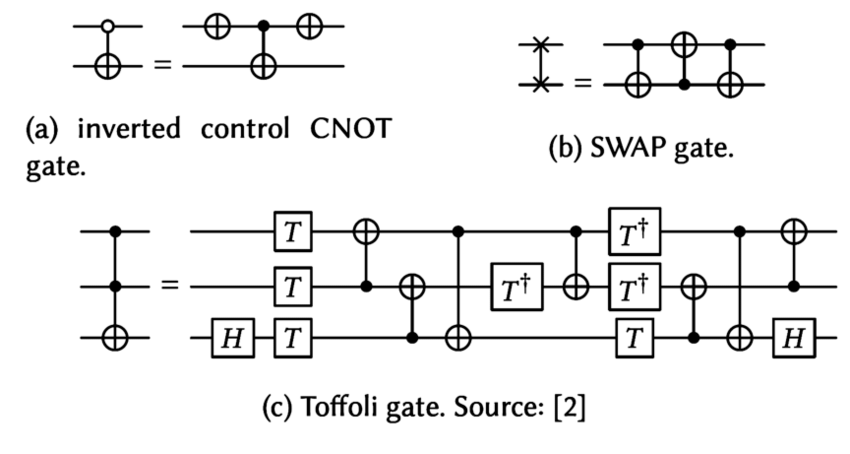 =
=
(a) inverted control CNOT
gate.
(b) SWAP gate.
T T†
= T T† T†
H T T H
(c) Toffoli gate. Source: [2]